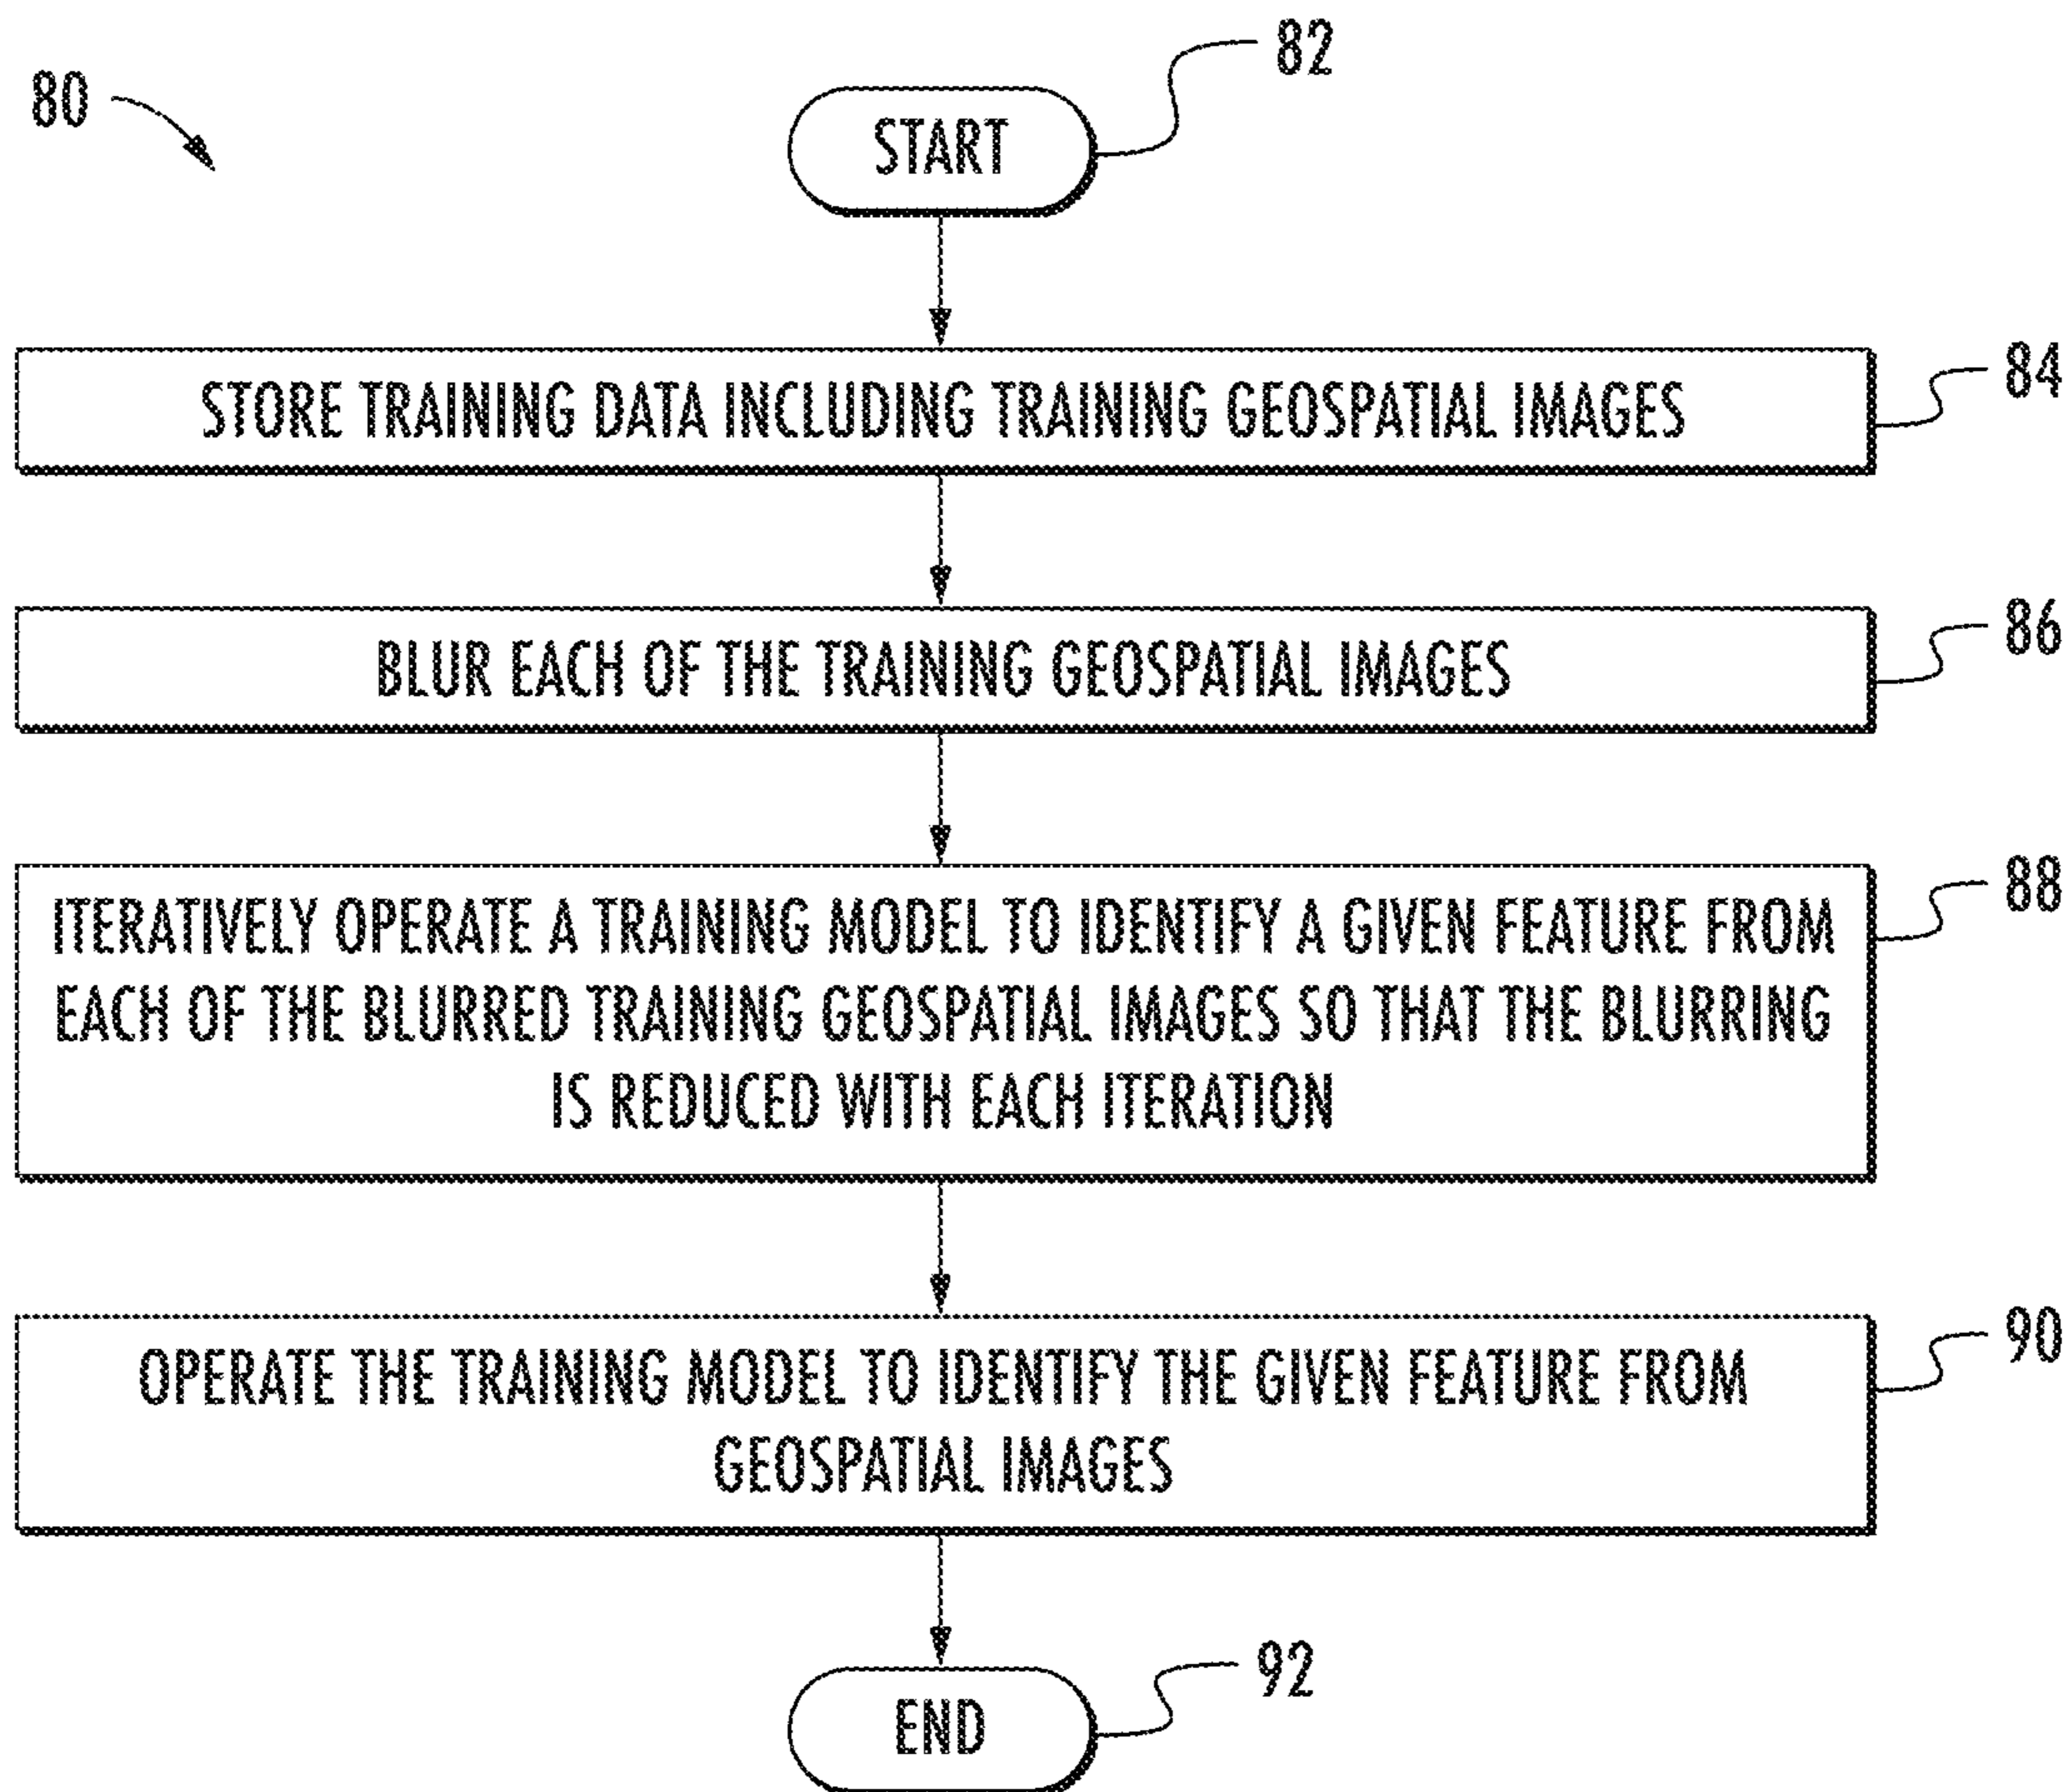 80
82
START
STORE TRAINING DATA INCLUDING TRAINING GEOSPATIAL IMAGES
84
BLUR EACH OF THE TRAINING GEOSPATIAL IMAGES
86
ITERATIVELY OPERATE A TRAINING MODEL TO IDENTIFY A GIVEN FEATURE FROM
EACH OF THE BLURRED TRAINING GEOSPATIAL IMAGES SO THAT THE BLURRING
IS REDUCED WITH EACH ITERATION
88
OPERATE THE TRAINING MODEL TO IDENTIFY THE GIVEN FEATURE FROM
GEOSPATIAL IMAGES
90
END
92